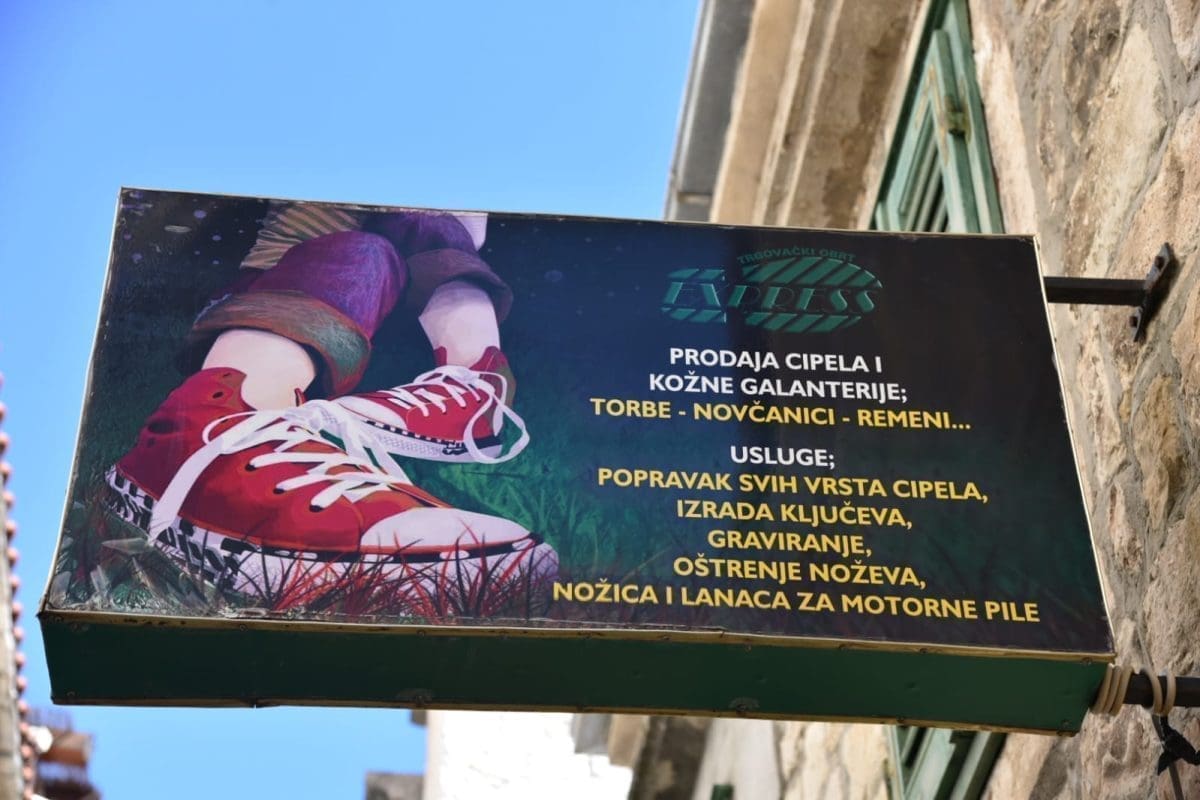 TRGOVAČKI OBRT
EXPRESS
PRODAJA CIPELA I
KOŽNE GALANTERIJE;
TORBE - NOVČANICI - REMENI...
USLUGE;
POPRAVAK SVIH VRSTA CIPELA,
IZRADA KLJUČEVA,
GRAVIRANJE,
OŠTRENJE NOŽEVA,
NOŽICA I LANACA ZA MOTORNE PILE